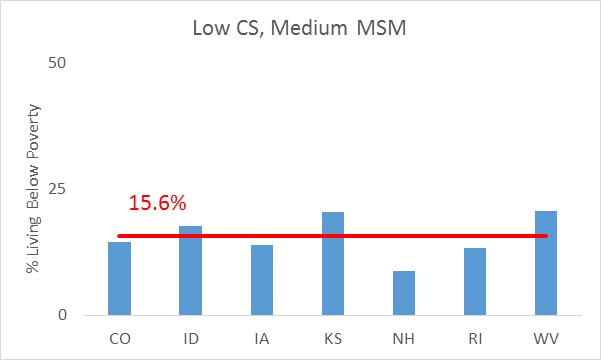 Low CS, Medium MSM
50
25
0
% Living Below Poverty
15.6%
CO ID IA KS NH RI WV